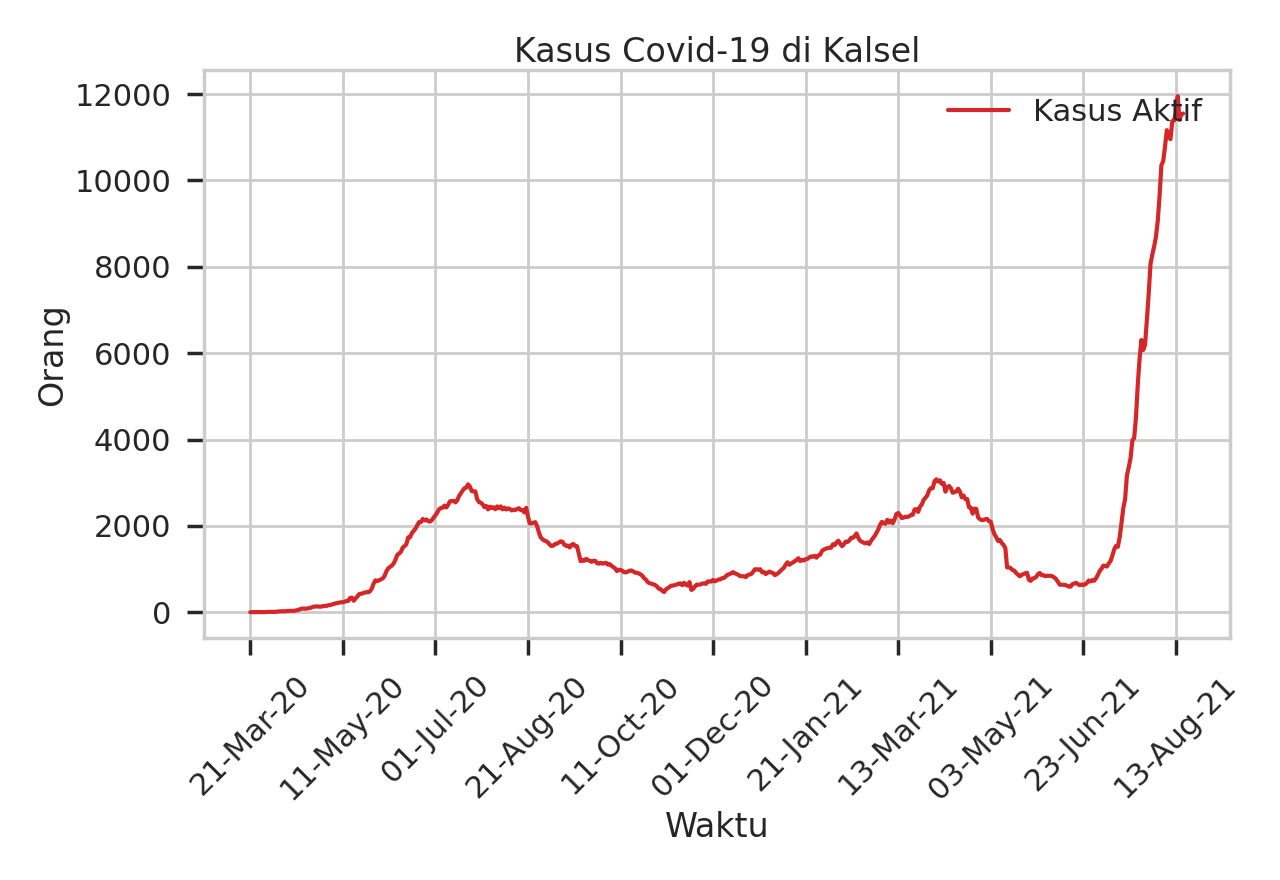 Kasus Covid-19 di Kalsel
12000
10000
8000
6000
4000
2000
0
Orang
Kasus Aktif
21-Mar-20
11-May-20
01-Jul-20
21-Aug-20
11-Oct-20
01-Dec-20
21-Jan-21
13-Mar-21
03-May-21
23-Jun-21
13-Aug-21
Waktu